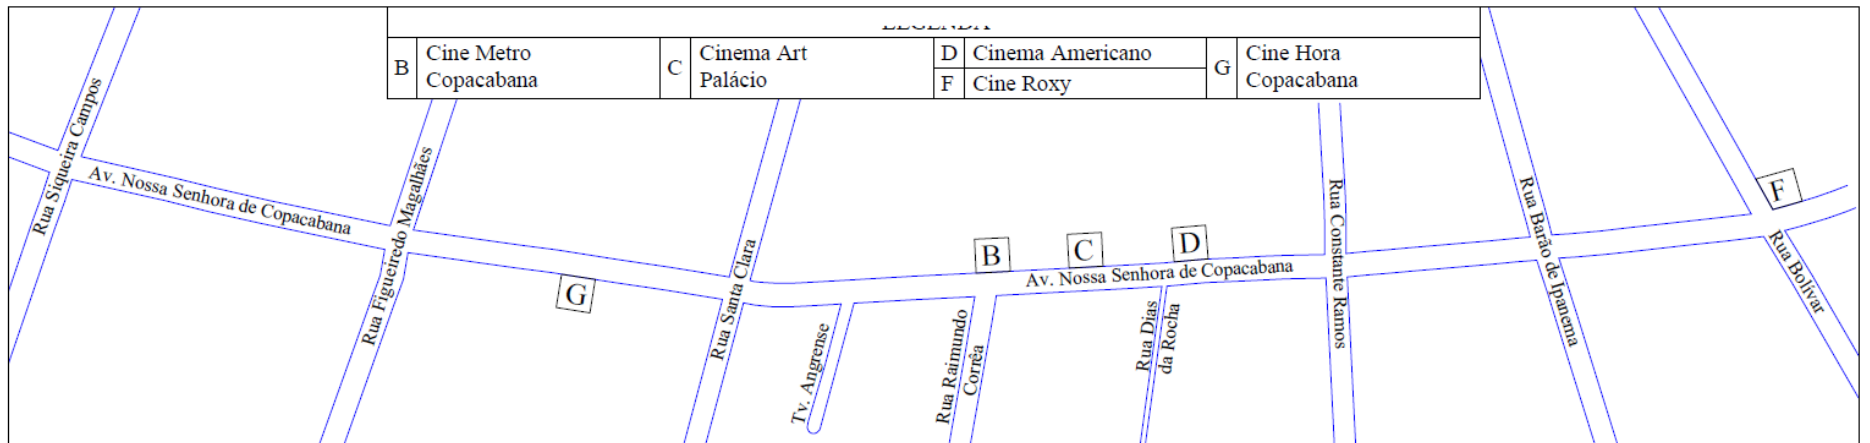 LEGENDA
B
Cine Metro
Copacabana
C
Cinema Art
Palácio
D
Cinema Americano
F
Cine Roxy
G
Cine Hora
Copacabana
Rua Siqueira Campos
Av. Nossa Senhora de Copacabana
Rua Figueiredo Magalhães
G
Rua Santa Clara
Tv. Angrense
B
Rua Raimundo
Corrêa
C
D
Av. Nossa Senhora de Copacabana
Rua Dias
da Rocha
Rua Constante Ramos
Rua Barão de Ipanema
F
Rua Bolivar